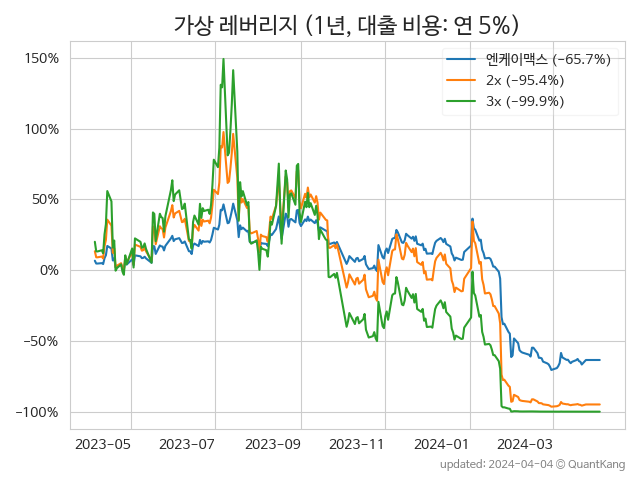 가상 레버리지 (1년, 대출 비용: 연 5%)
엔케이맥스 (−65.7%)
2x (−95.4%)
3x (−99.9%)
150%
100%
50%
0%
−50%
−100%
2023-05 2023-07 2023-09 2023-11 2024-01 2024-03
updated: 2024-04-04 © QuantKang